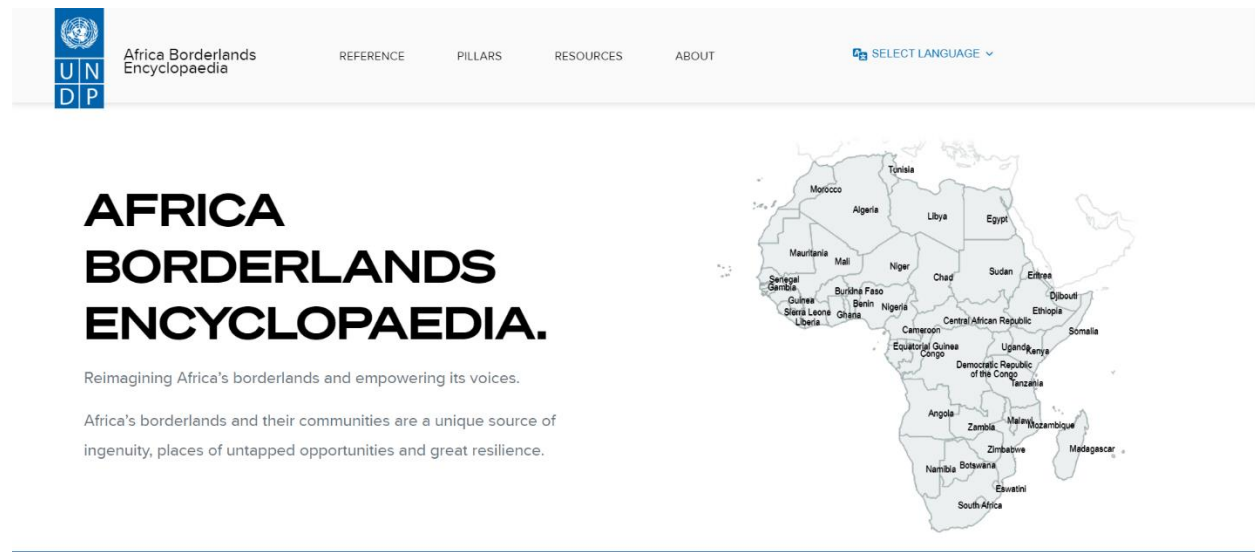 UN
DP
Africa Borderlands
Encyclopaedia
REFERENCE
PILLARS
RESOURCES
ABOUT
SELECT LANGUAGE
AFRICA
BORDERLANDS
ENCYCLOPAEDIA.
Reimagining Africa's borderlands and empowering its voices.
Africa's borderlands and their communities are a unique source of
ingenuity, places of untapped opportunities and great resilience.
Tunisia
Morocco
Algeria
Libya
Egypt
Mauritania
Mali
Niger
Chad
Sudan
Eritrea
Senegal
Gambia
Burkina Faso
Djibouti
Guinea
Benin
Nigeria
Ethiopia
Sierra Leone
Ghana
Central African Republic
Liberia
Somalia
Cameroon
Equatorial Guinea
Uganda
Kenya
Congo
Democratic Republic
of the Congo
Tanzania
Angola
Malawi
Mozambique
Zambia
Zimbabwe
Madagascar
Namibia
Botswana
Eswatini
South Africa